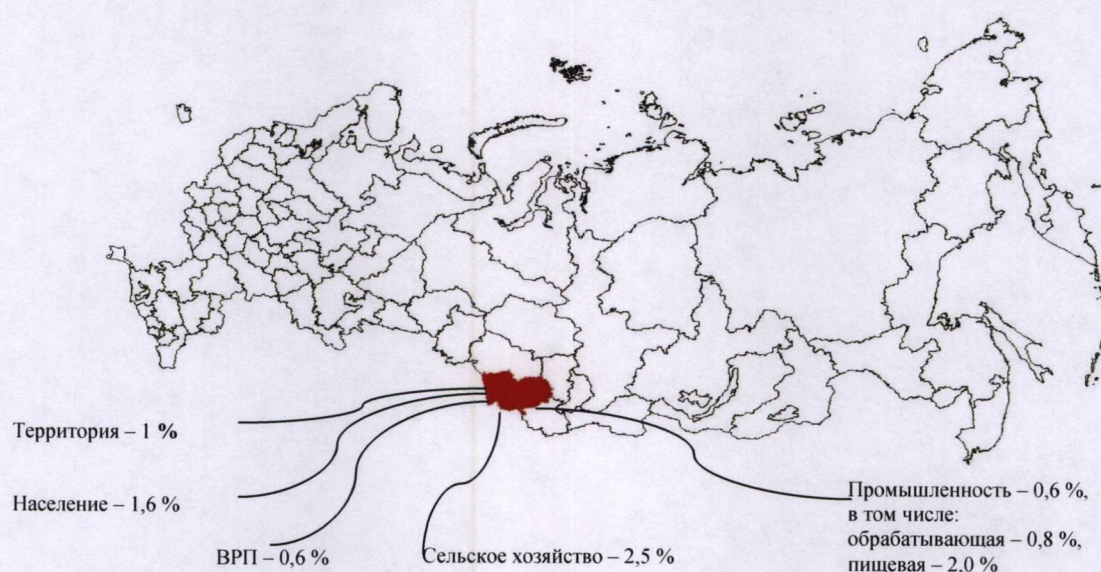 Территория – 1 %
Население – 1,6 %
ВРП – 0,6 %
Сельское хозяйство – 2,5 %
Промышленность – 0,6 %,
в том числе:
обрабатывающая – 0,8 %,
пищевая – 2,0 %